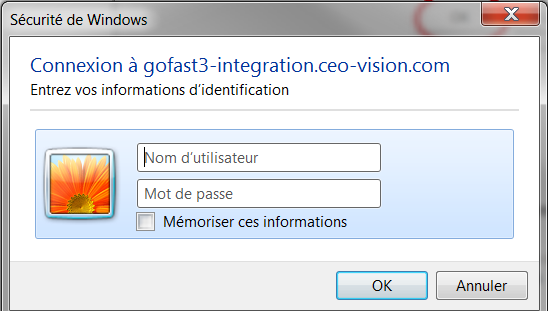 Sécurité de Windows
Connexion à gofast3-integration.ceo-vision.com
Entrez vos informations d'identification
Nom d'utilisateur
Mot de passe
Mémoriser ces informations
OK
Annuler